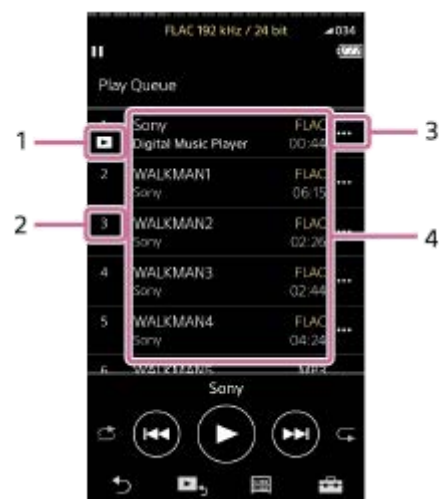 FLAC 192 kHz / 24 bit 034
Play Queue
1 Sony FLAC
Digital Music Player 00:44
2 WALKMAN1 FLAC
Sony 06:15
3 WALKMAN2 FLAC
Sony 02:26
4 WALKMAN3 FLAC
Sony 02:44
5 WALKMAN4 FLAC
Sony 04:24
6 WALKMAN5 MP3
Sony
1
2
3
4